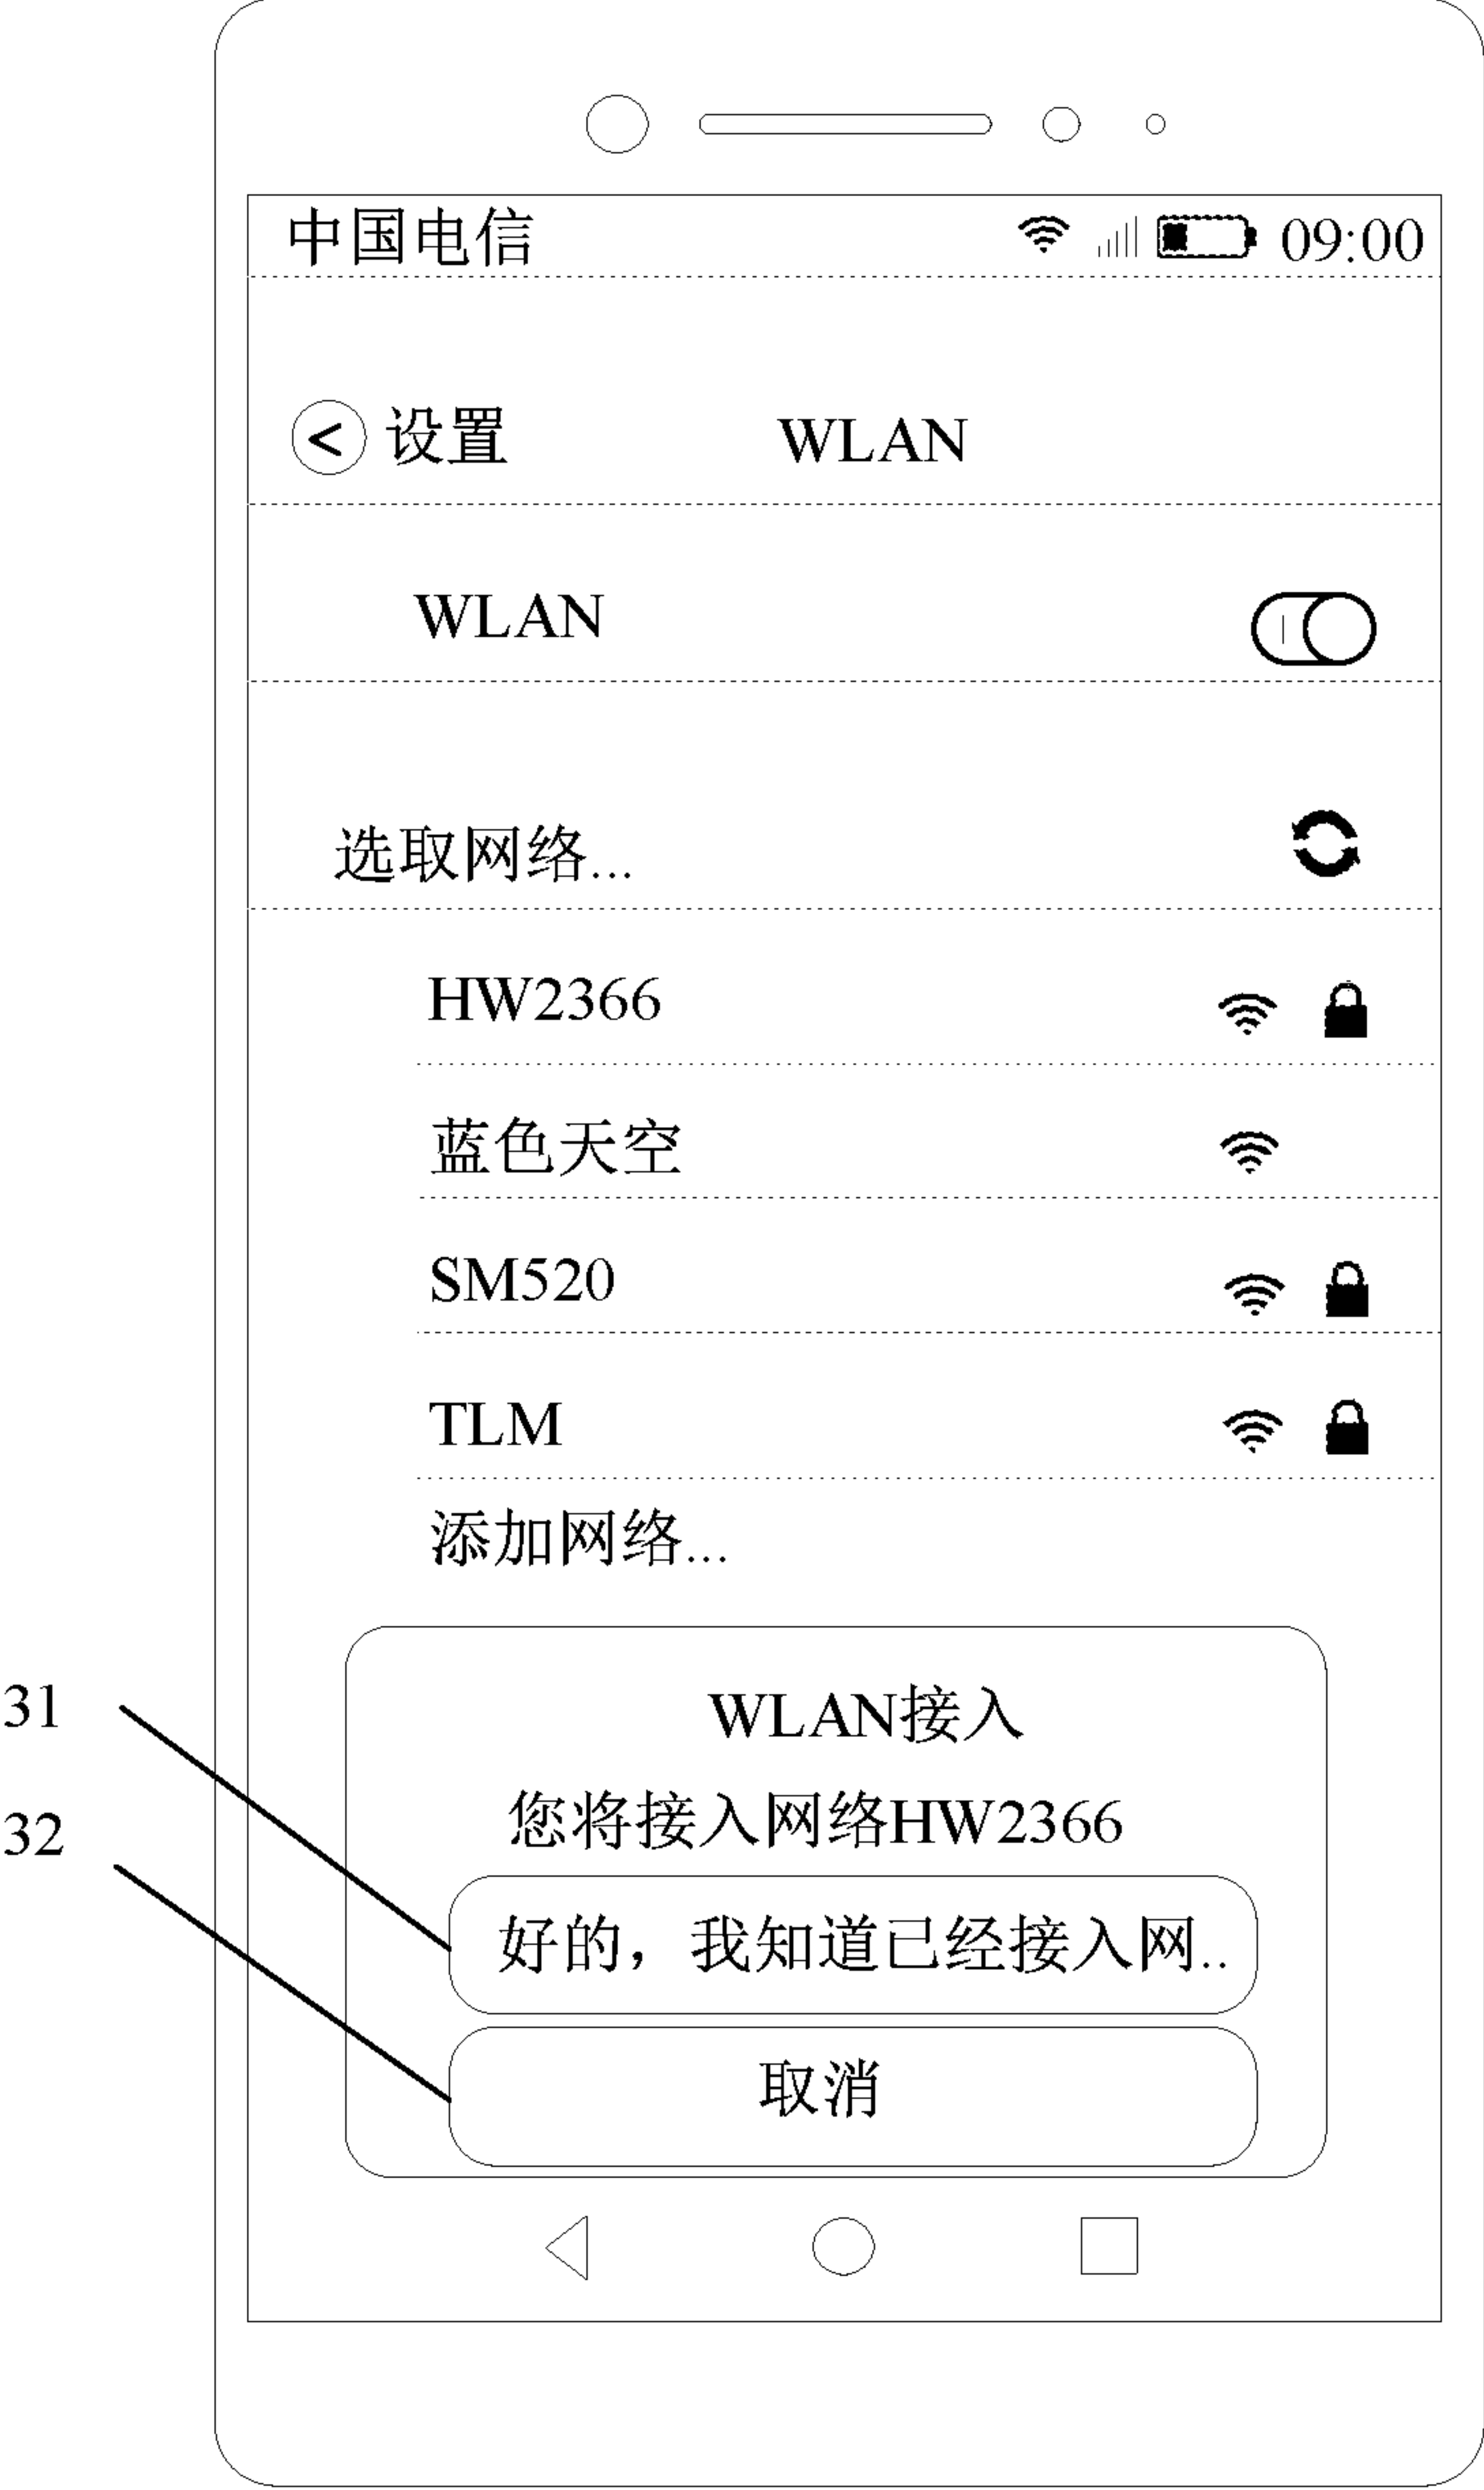 中国电信 09:00
设置 WLAN
WLAN
选取网络...
HW2366
蓝色天空
SM520
TLM
添加网络...
WLAN接入
31
您将接入网络HW2366
32
好的，我知道已经接入网..
取消